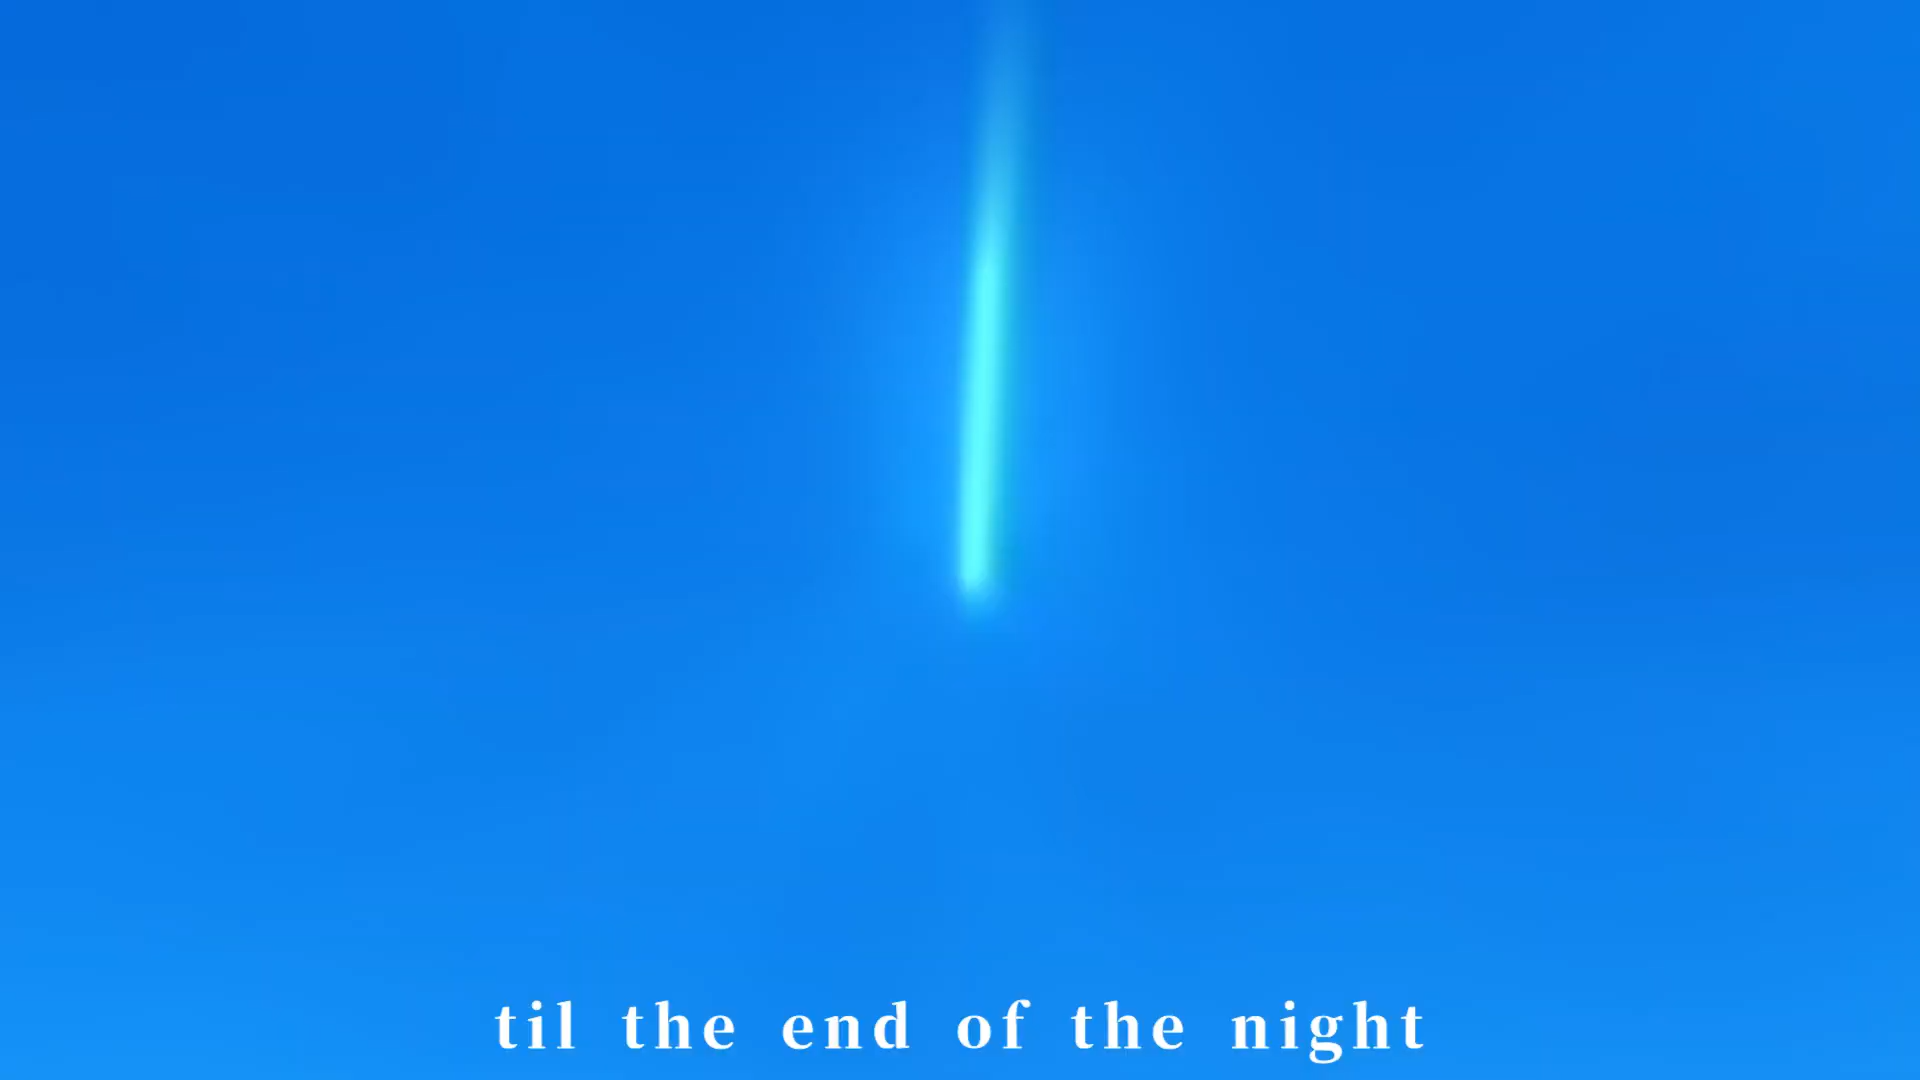 til the end of the night